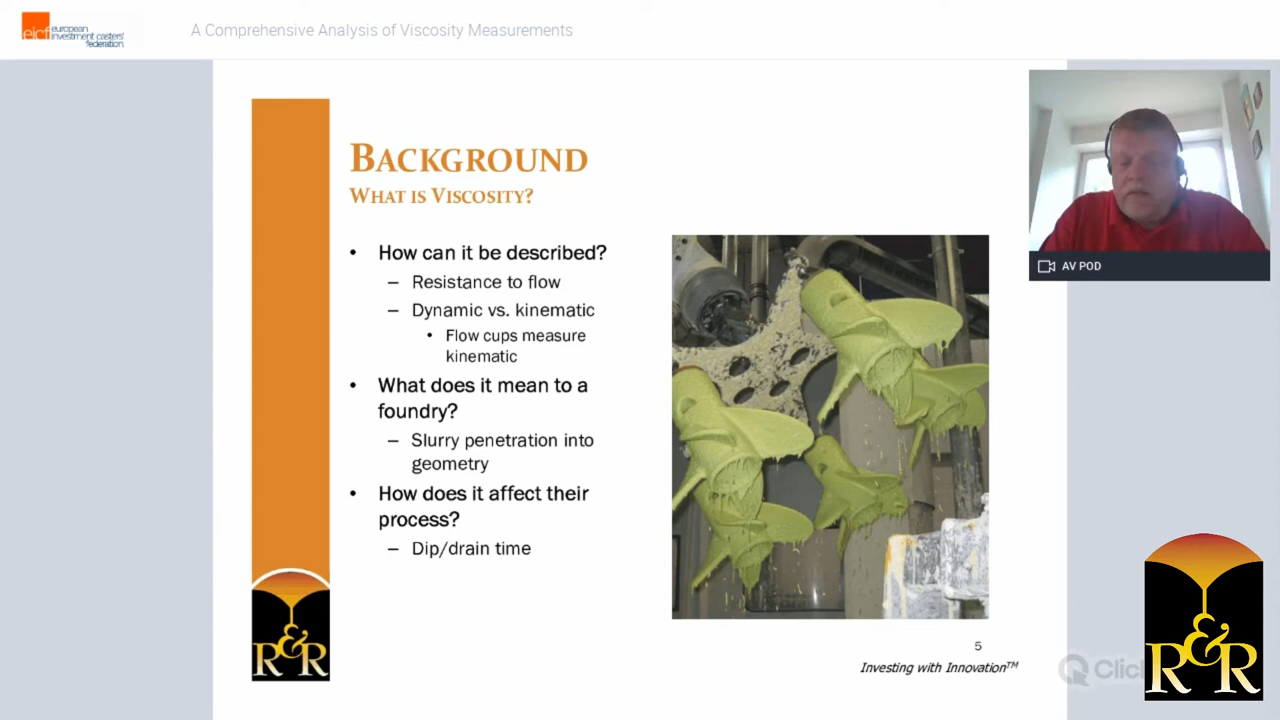 eicf european
investment casters'
federation
A Comprehensive Analysis of Viscosity Measurements
BACKGROUND
WHAT IS VISCOSITY?
• How can it be described?
– Resistance to flow
– Dynamic vs. kinematic
• Flow cups measure
kinematic
• What does it mean to a
foundry?
– Slurry penetration into
geometry
• How does it affect their
process?
– Dip/drain time
AV POD
R&R
5
Investing with Innovation™
Click
R&R